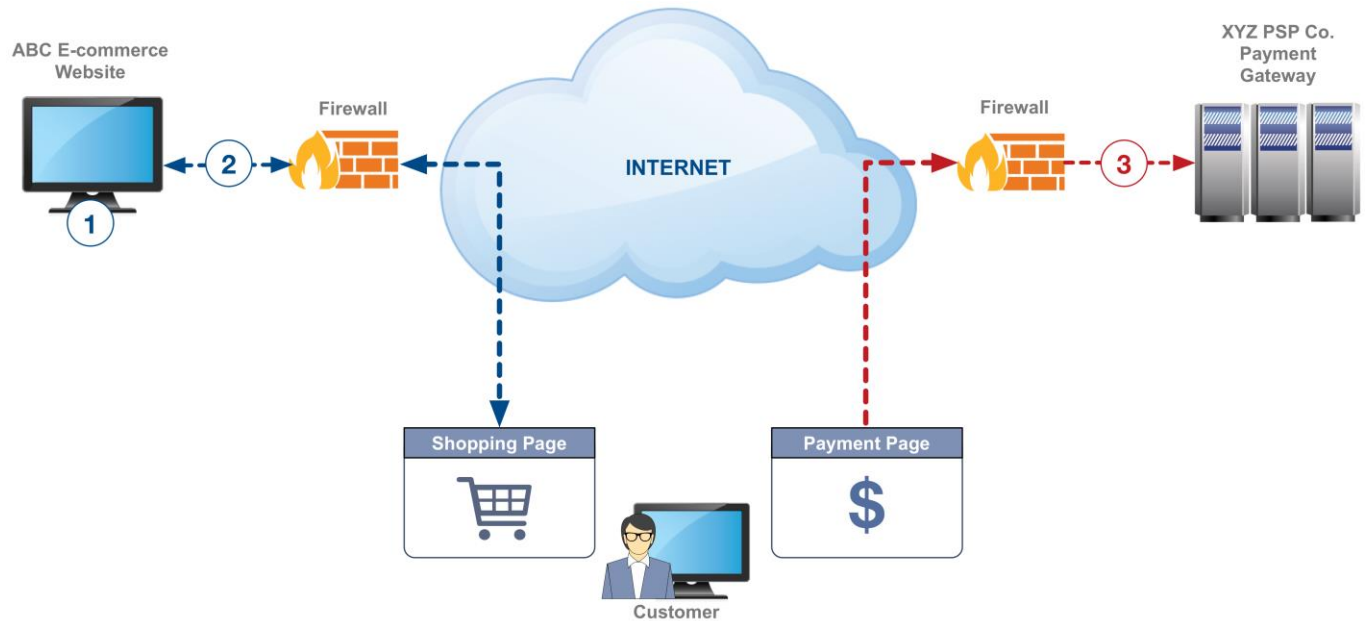 ABC E-commerce
Website
XYZ PSP Co.
Payment
Gateway
Firewall
Firewall
2
INTERNET
3
1
Shopping Page
Payment Page
$
Customer